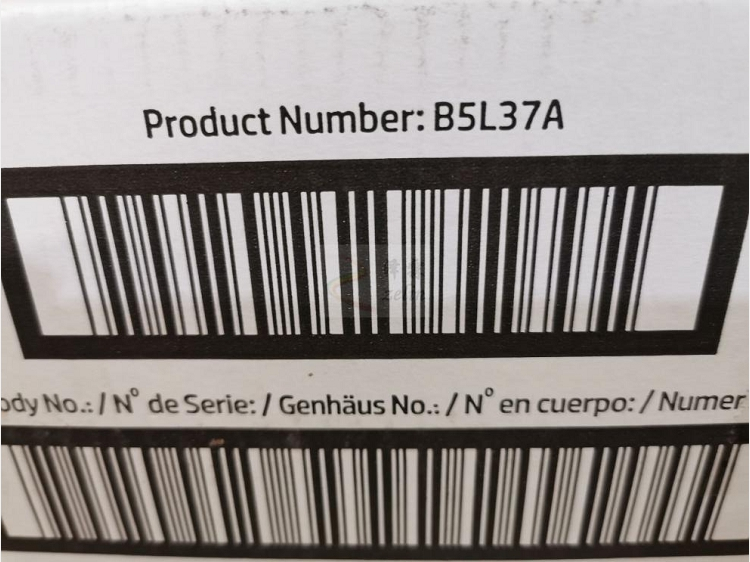 Product Number: B5L37A
ody No.: / N° de Serie: / Genhäus No.: / N° en cuerpo: / Numer